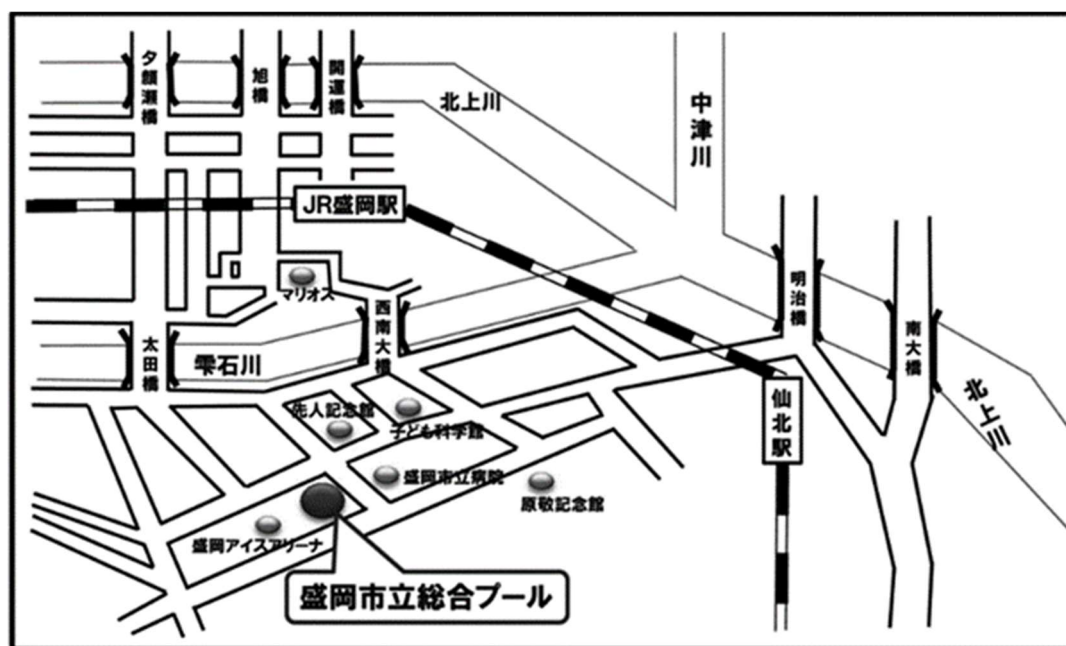 夕顔瀬橋
旭橋
開運橋
北上川
中津川
JR盛岡駅
マリオス
西南大橋
明治橋
南大橋
太田橋
雫石川
先人記念館
子ども科学館
仙北駅
北上川
盛岡市立病院
原敬記念館
盛岡アイスアリーナ
盛岡市立総合プール